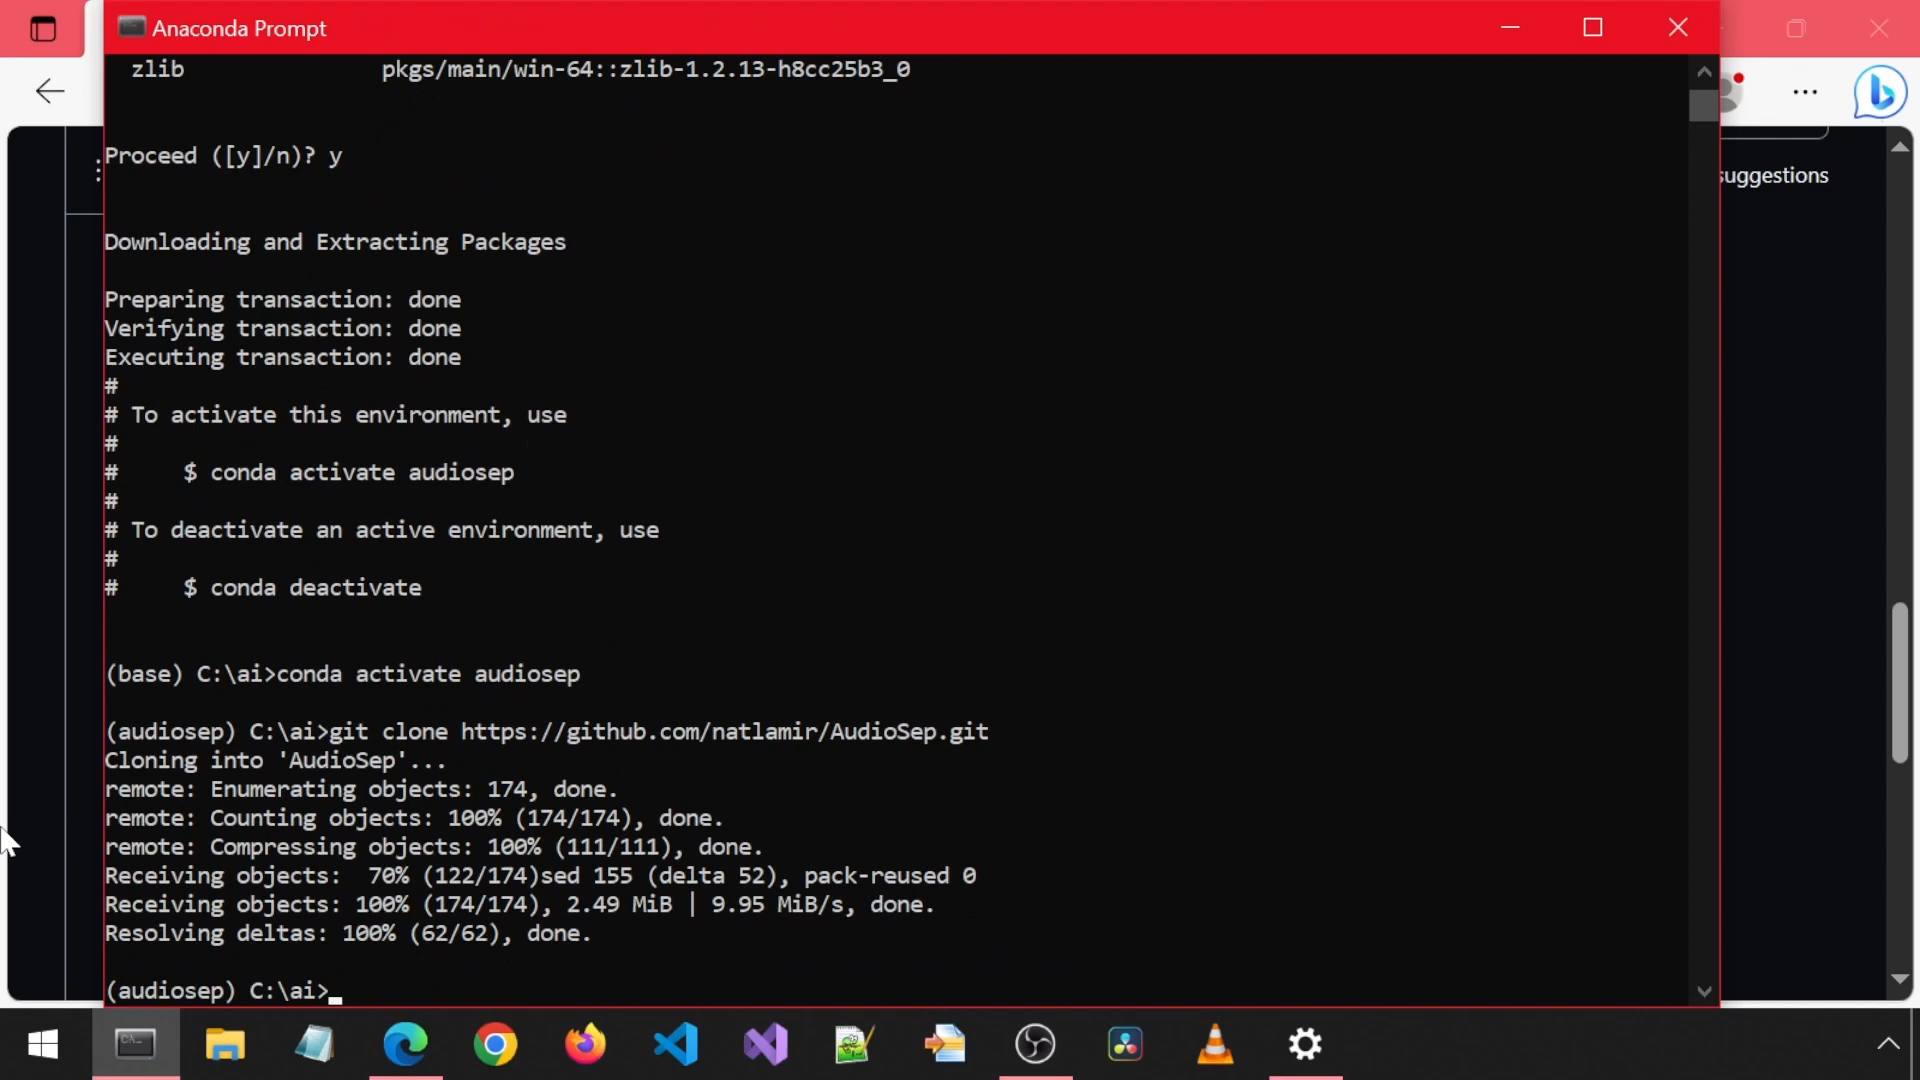 Anaconda Prompt
zlib pkgs/main/win-64::zlib-1.2.13-h8cc25b3_0
Proceed ([y]/n)? y
suggestions
Downloading and Extracting Packages
Preparing transaction: done
Verifying transaction: done
Executing transaction: done
#
# To activate this environment, use
#
# $ conda activate audiosep
#
# To deactivate an active environment, use
#
# $ conda deactivate
(base) C:\ai>conda activate audiosep
(audiosep) C:\ai>git clone https://github.com/natlamir/AudioSep.git
Cloning into 'AudioSep'...
remote: Enumerating objects: 174, done.
remote: Counting objects: 100% (174/174), done.
remote: Compressing objects: 100% (111/111), done.
Receiving objects:  70% (122/174)sed 155 (delta 52), pack-reused 0
Receiving objects: 100% (174/174), 2.49 MiB | 9.95 MiB/s, done.
Resolving deltas: 100% (62/62), done.
(audiosep) C:\ai>